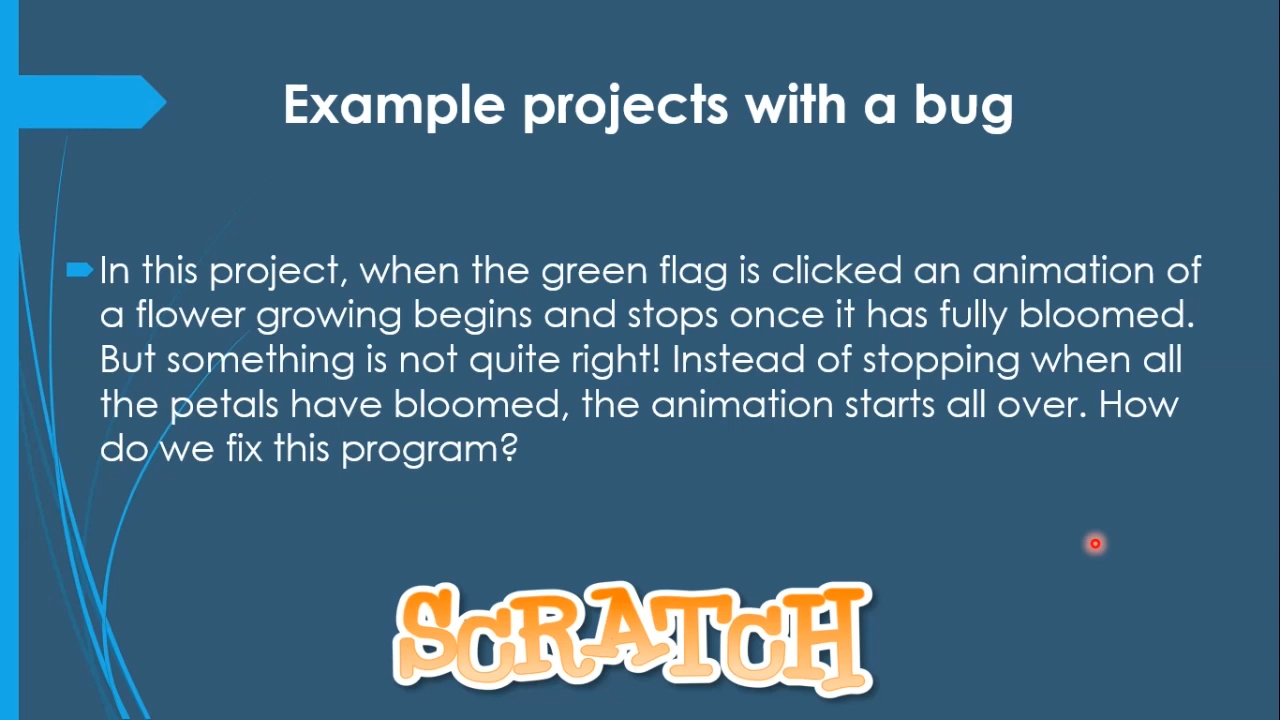 Example projects with a bug
In this project, when the green flag is clicked an animation of
a flower growing begins and stops once it has fully bloomed.
But something is not quite right! Instead of stopping when all
the petals have bloomed, the animation starts all over. How
do we fix this program?
SCRATCH